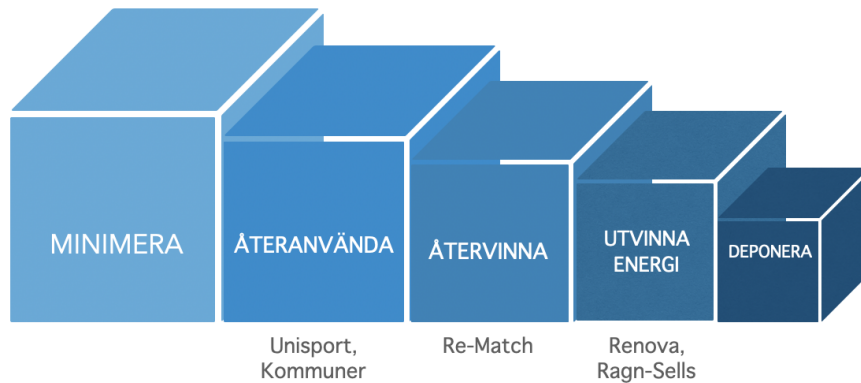 MINIMERA
ÅTERANVÄNDA
ÅTERVINNA
UTVINNA
ENERGI
DEPONERA
Unisport,
Kommuner
Re-Match
Renova,
Ragn-Sells